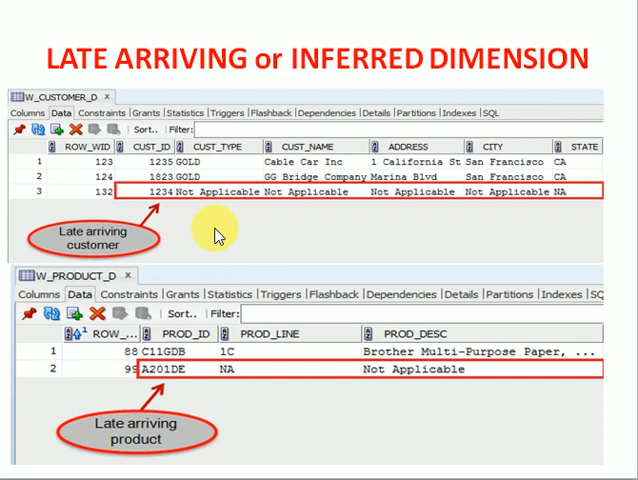 LATE ARRIVING or INFERRED DIMENSION
W_CUSTOMER_D
Columns Data Constraints Grants Statistics Triggers Flashback Dependencies Details Partitions Indexes SQL
Sort.. Filter:
ROW_WID CUST_ID CUST_TYPE CUST_NAME ADDRESS CITY STATE
1 123 1235 GOLD Cable Car Inc 1 California St San Francisco CA
2 124 1823 GOLD GG Bridge Company Marina Blvd San Francisco CA
3 132 1234 Not Applicable Not Applicable Not Applicable Not Applicable NA
Late arriving
customer
W_PRODUCT_D
Columns Data Constraints Grants Statistics Triggers Flashback Dependencies Details Partitions Indexes SQ
Sort.. Filter:
ROW_... PROD_ID PROD_LINE PROD_DESC
1 88 C11GDB 1C Brother Multi-Purpose Paper, ...
2 99 A201DE NA Not Applicable
Late arriving
product